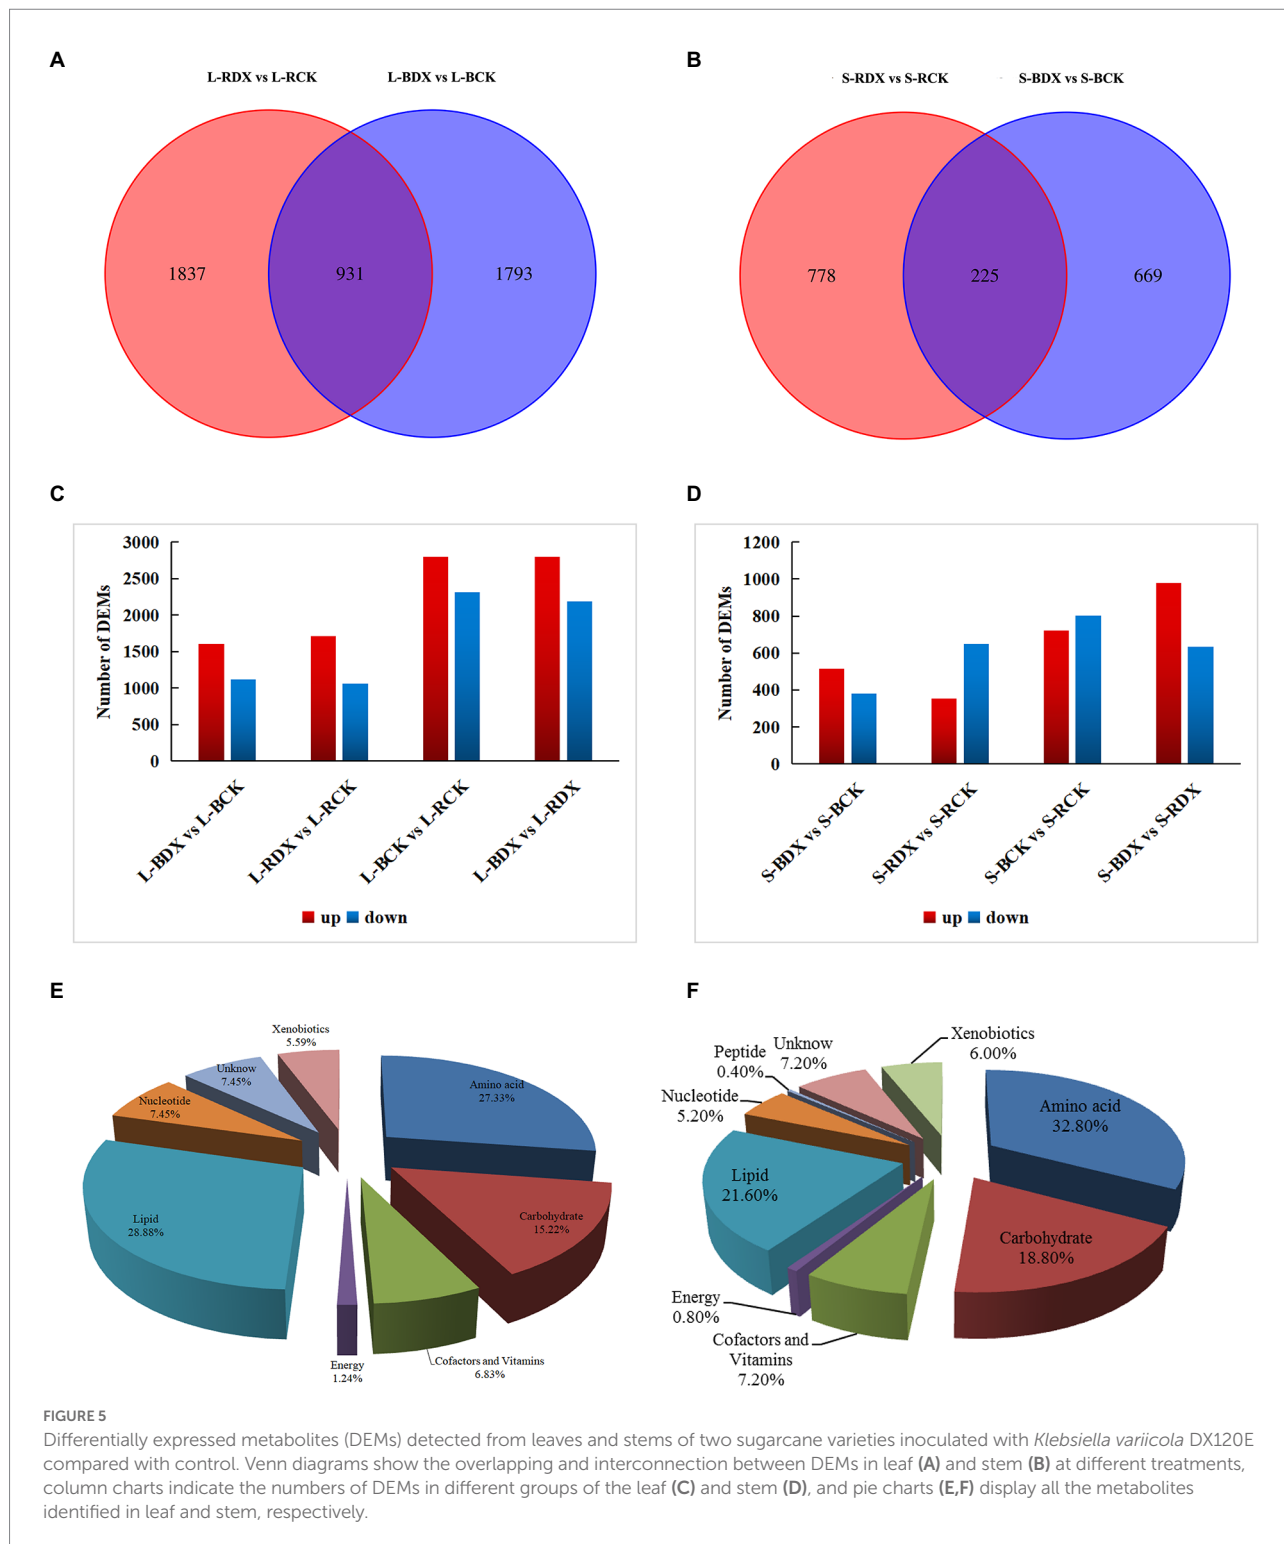 A
L-RDX vs L-RCK
L-BDX vs L-BCK
1837
931
1793
B
S-RDX vs S-RCK
S-BDX vs S-BCK
778
225
669
C
Number of DEMs
3000
2500
2000
1500
1000
500
0
L-BDX vs L-BCK
L-RDX vs L-RCK
L-BCK vs L-RCK
L-BDX vs L-RDX
up
down
D
Number of DEMs
1200
1000
800
600
400
200
0
S-BDX vs S-BCK
S-RDX vs S-RCK
S-BCK vs S-RCK
S-BDX vs S-RDX
up
down
E
Xenobiotics
5.59%
Unknow
7.45%
Nucleotide
7.45%
Amino acid
27.33%
Lipid
28.88%
Carbohydrate
15.22%
Energy
1.24%
Cofactors and Vitamins
6.83%
F
Xenobiotics
6.00%
Unknow
7.20%
Peptide
0.40%
Nucleotide
5.20%
Amino acid
32.80%
Lipid
21.60%
Carbohydrate
18.80%
Energy
0.80%
Cofactors and
Vitamins
7.20%
FIGURE 5
Differentially expressed metabolites (DEMs) detected from leaves and stems of two sugarcane varieties inoculated with Klebsiella variicola DX120E
compared with control. Venn diagrams show the overlapping and interconnection between DEMs in leaf (A) and stem (B) at different treatments,
column charts indicate the numbers of DEMs in different groups of the leaf (C) and stem (D), and pie charts (E,F) display all the metabolites
identified in leaf and stem, respectively.